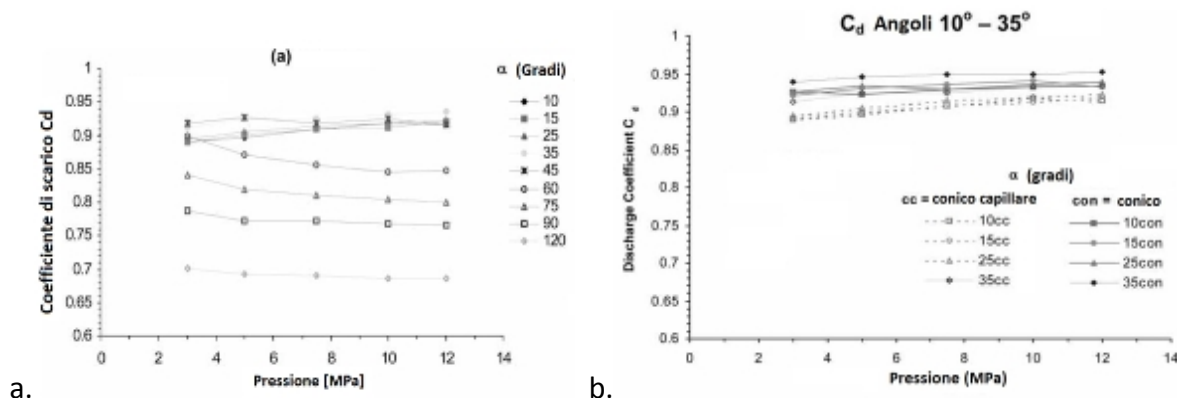 (a)
α (Gradi)
10
15
25
35
45
60
75
90
120
Coefficiente di scarico Cd
1
0.95
0.9
0.85
0.8
0.75
0.7
0.65
0.6
0 2 4 6 8 10 12 14
Pressione [MPa]
a.
C_d Angoli 10° – 35°
Discharge Coefficient C_d
1
0.95
0.9
0.85
0.8
0.75
0.7
0.65
0.6
α (gradi)
cc = conico capillare con = conico
10cc 10con
15cc 15con
25cc 25con
35cc 35con
0 2 4 6 8 10 12 14
Pressione (MPa)
b.